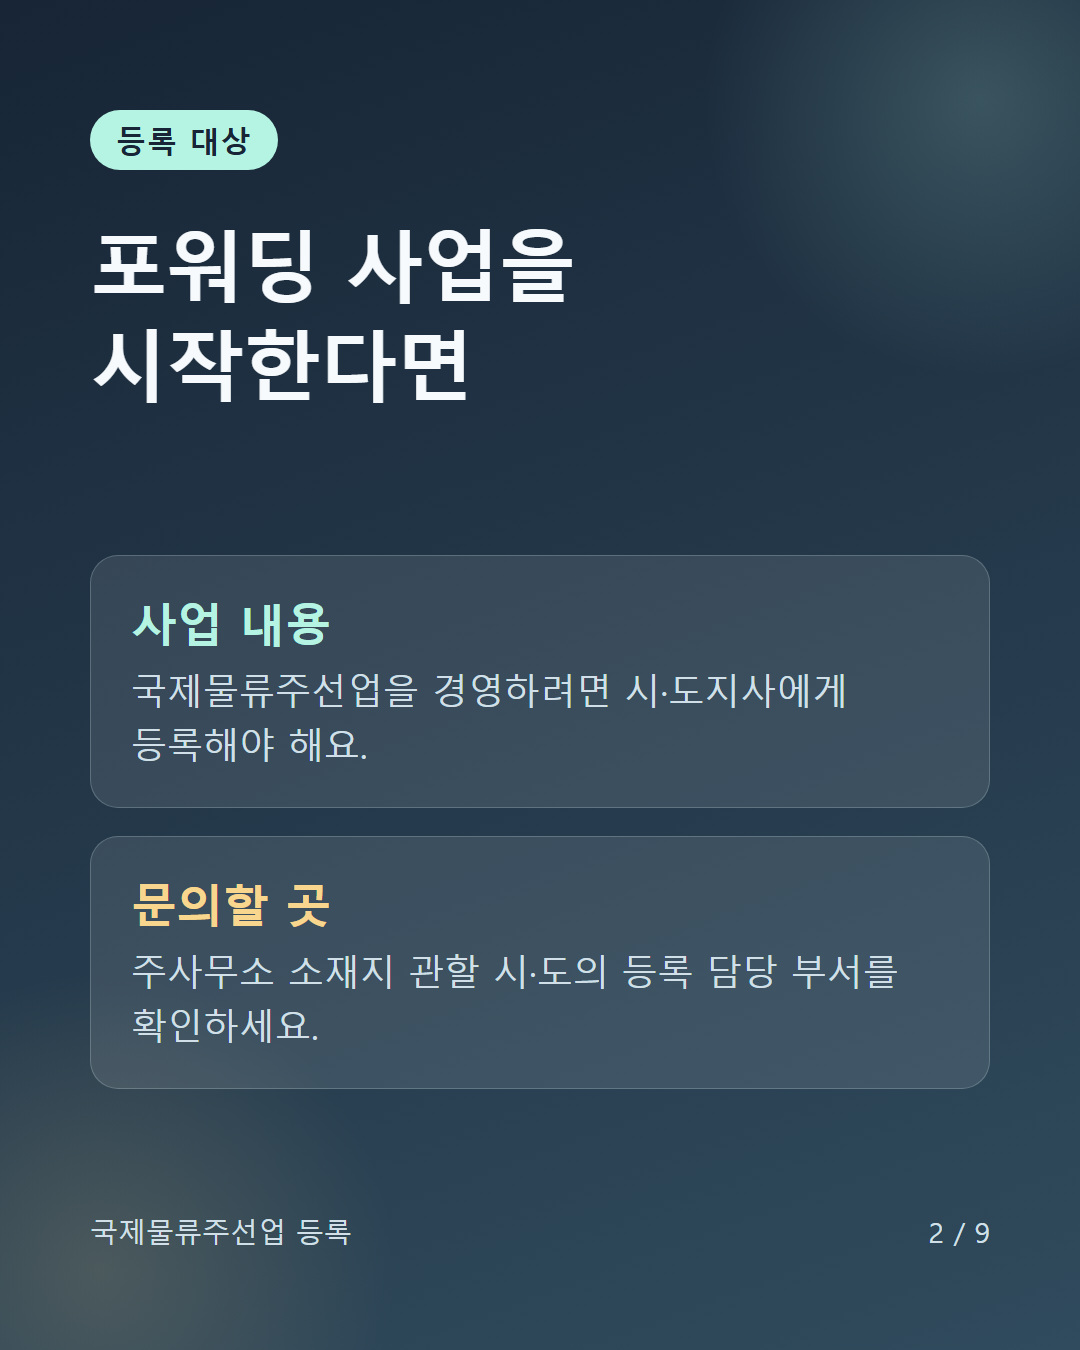 등록 대상
포워딩 사업을
시작한다면
사업 내용
국제물류주선업을 경영하려면 시·도지사에게
등록해야 해요.
문의할 곳
주사무소 소재지 관할 시·도의 등록 담당 부서를
확인하세요.
국제물류주선업 등록
2 / 9